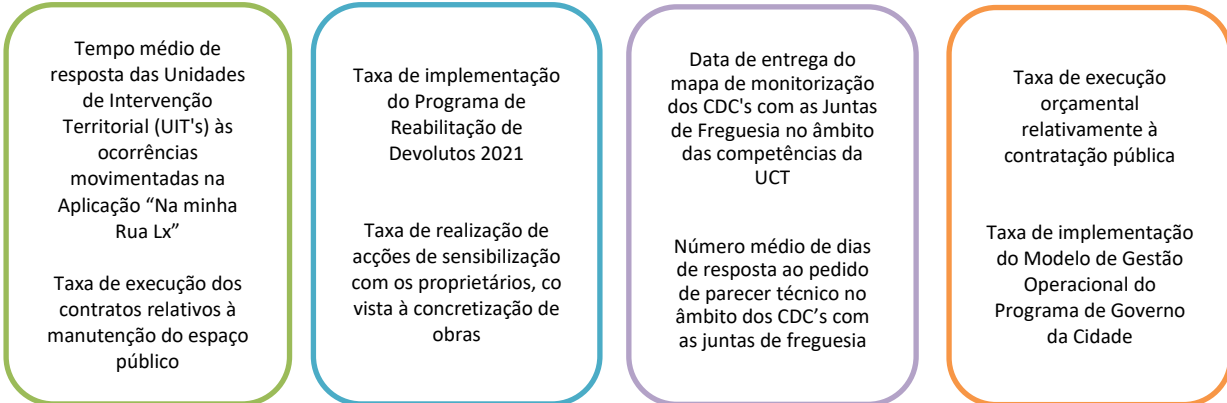 Tempo médio de
resposta das Unidades
de Intervenção
Territorial (UIT's) às
ocorrências
movimentadas na
Aplicação “Na minha
Rua Lx”
Taxa de execução dos
contratos relativos à
manutenção do espaço
público
Taxa de implementação
do Programa de
Reabilitação de
Devolutos 2021
Taxa de realização de
acções de sensibilização
com os proprietários, co
vista à concretização de
obras
Data de entrega do
mapa de monitorização
dos CDC's com as Juntas
de Freguesia no âmbito
das competências da
UCT
Número médio de dias
de resposta ao pedido
de parecer técnico no
âmbito dos CDC’s com
as juntas de freguesia
Taxa de execução
orçamental
relativamente à
contratação pública
Taxa de implementação
do Modelo de Gestão
Operacional do
Programa de Governo
da Cidade